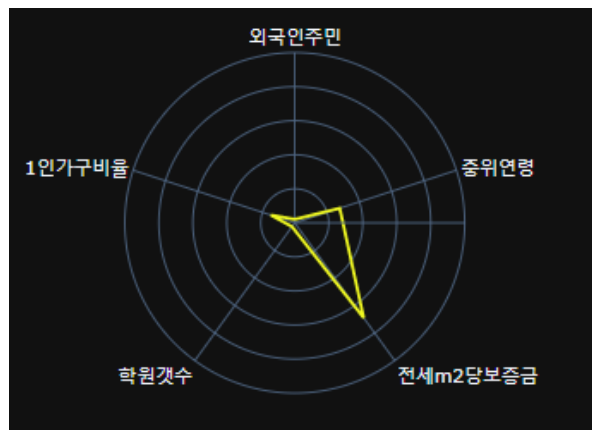 외국인주민
1인가구비율
중위연령
학원갯수
전세m2당보증금